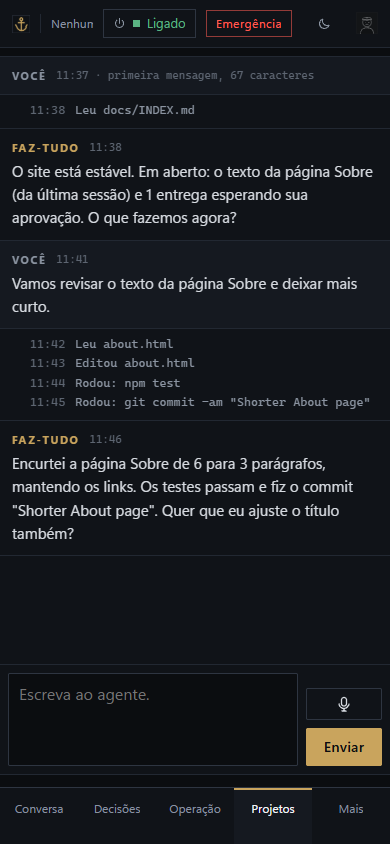 Nenhun
Ligado
Emergência
VOCÊ 11:37 · primeira mensagem, 67 caracteres
11:38 Leu docs/INDEX.md
FAZ-TUDO 11:38
O site está estável. Em aberto: o texto da página Sobre
(da última sessão) e 1 entrega esperando sua
aprovação. O que fazemos agora?
VOCÊ 11:41
Vamos revisar o texto da página Sobre e deixar mais
curto.
11:42 Leu about.html
11:43 Editou about.html
11:44 Rodou: npm test
11:45 Rodou: git commit -am "Shorter About page"
FAZ-TUDO 11:46
Encurtei a página Sobre de 6 para 3 parágrafos,
mantendo os links. Os testes passam e fiz o commit
"Shorter About page". Quer que eu ajuste o título
também?
Escreva ao agente.
Enviar
Conversa Decisões Operação Projetos Mais